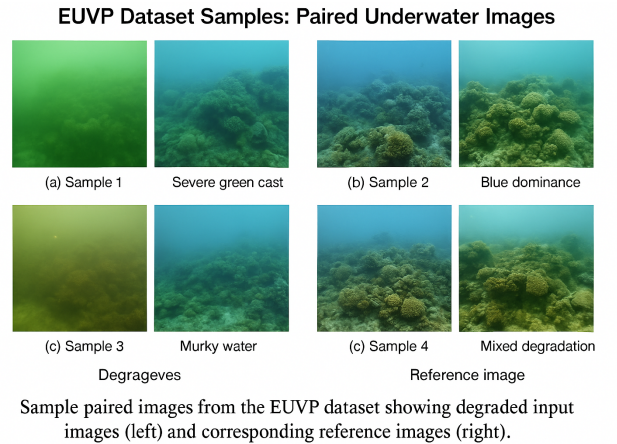 EUVP Dataset Samples: Paired Underwater Images
(a) Sample 1
Severe green cast
(b) Sample 2
Blue dominance
(c) Sample 3
Murky water
(c) Sample 4
Mixed degradation
Degrageves
Reference image
Sample paired images from the EUVP dataset showing degraded input
images (left) and corresponding reference images (right).